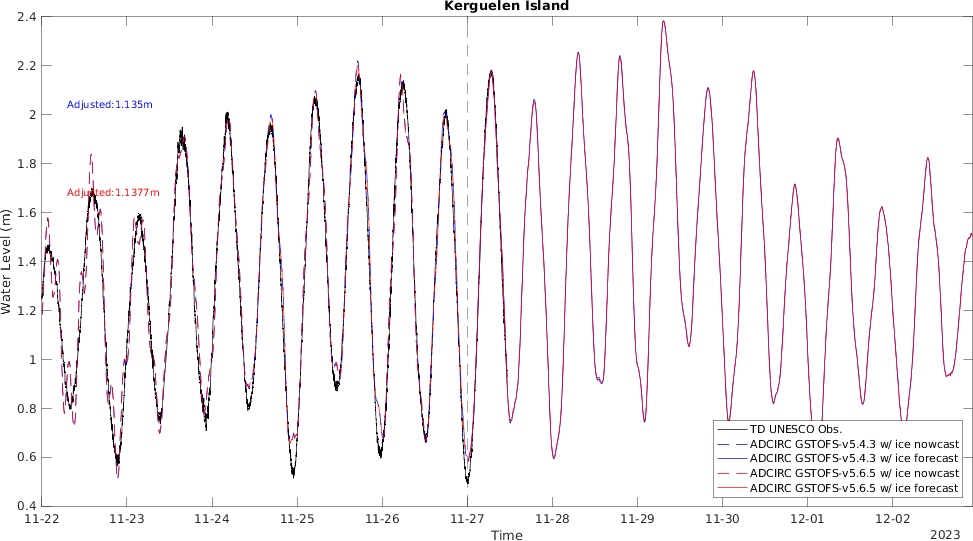 Kerguelen Island
2.4
2.2
2
1.8
1.6
1.4
1.2
1
0.8
0.6
0.4
Water Level (m)
Adjusted:1.135m
Adjusted:1.1377m
TD UNESCO Obs.
ADCIRC GSTOFS-v5.4.3 w/ ice nowcast
ADCIRC GSTOFS-v5.4.3 w/ ice forecast
ADCIRC GSTOFS-v5.6.5 w/ ice nowcast
ADCIRC GSTOFS-v5.6.5 w/ ice forecast
11-22 11-23 11-24 11-25 11-26 11-27 11-28 11-29 11-30 12-01 12-02
Time
2023